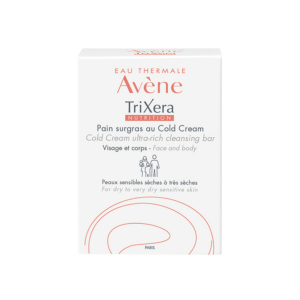 EAU THERMALE
Avène
TriXera
NUTRITION
Pain surgras au Cold Cream
Cold Cream ultra-rich cleansing bar
Visage et corps - Face and body
Peaux sensibles sèches à très sèches
For dry to very dry sensitive skin
PARIS